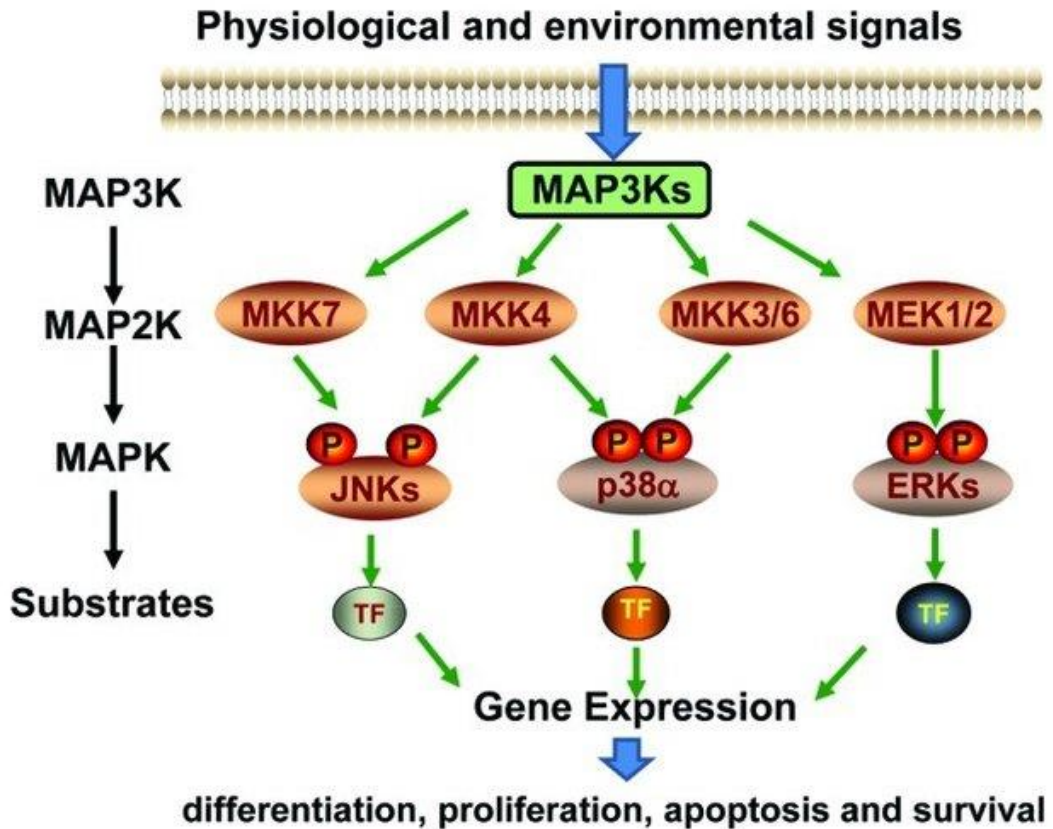 Physiological and environmental signals
MAP3K
MAP3Ks
MAP2K
MKK7
MKK4
MKK3/6
MEK1/2
MAPK
P
P
JNKs
P
P
p38α
P
P
ERKs
Substrates
TF
TF
TF
Gene Expression
differentiation, proliferation, apoptosis and survival